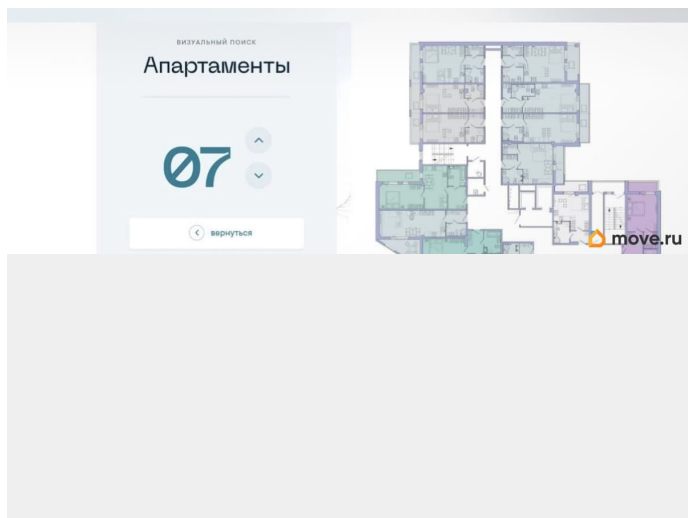 ВИЗУАЛЬНЫЙ ПОИСК
Апартаменты
07
вернуться
move.ru